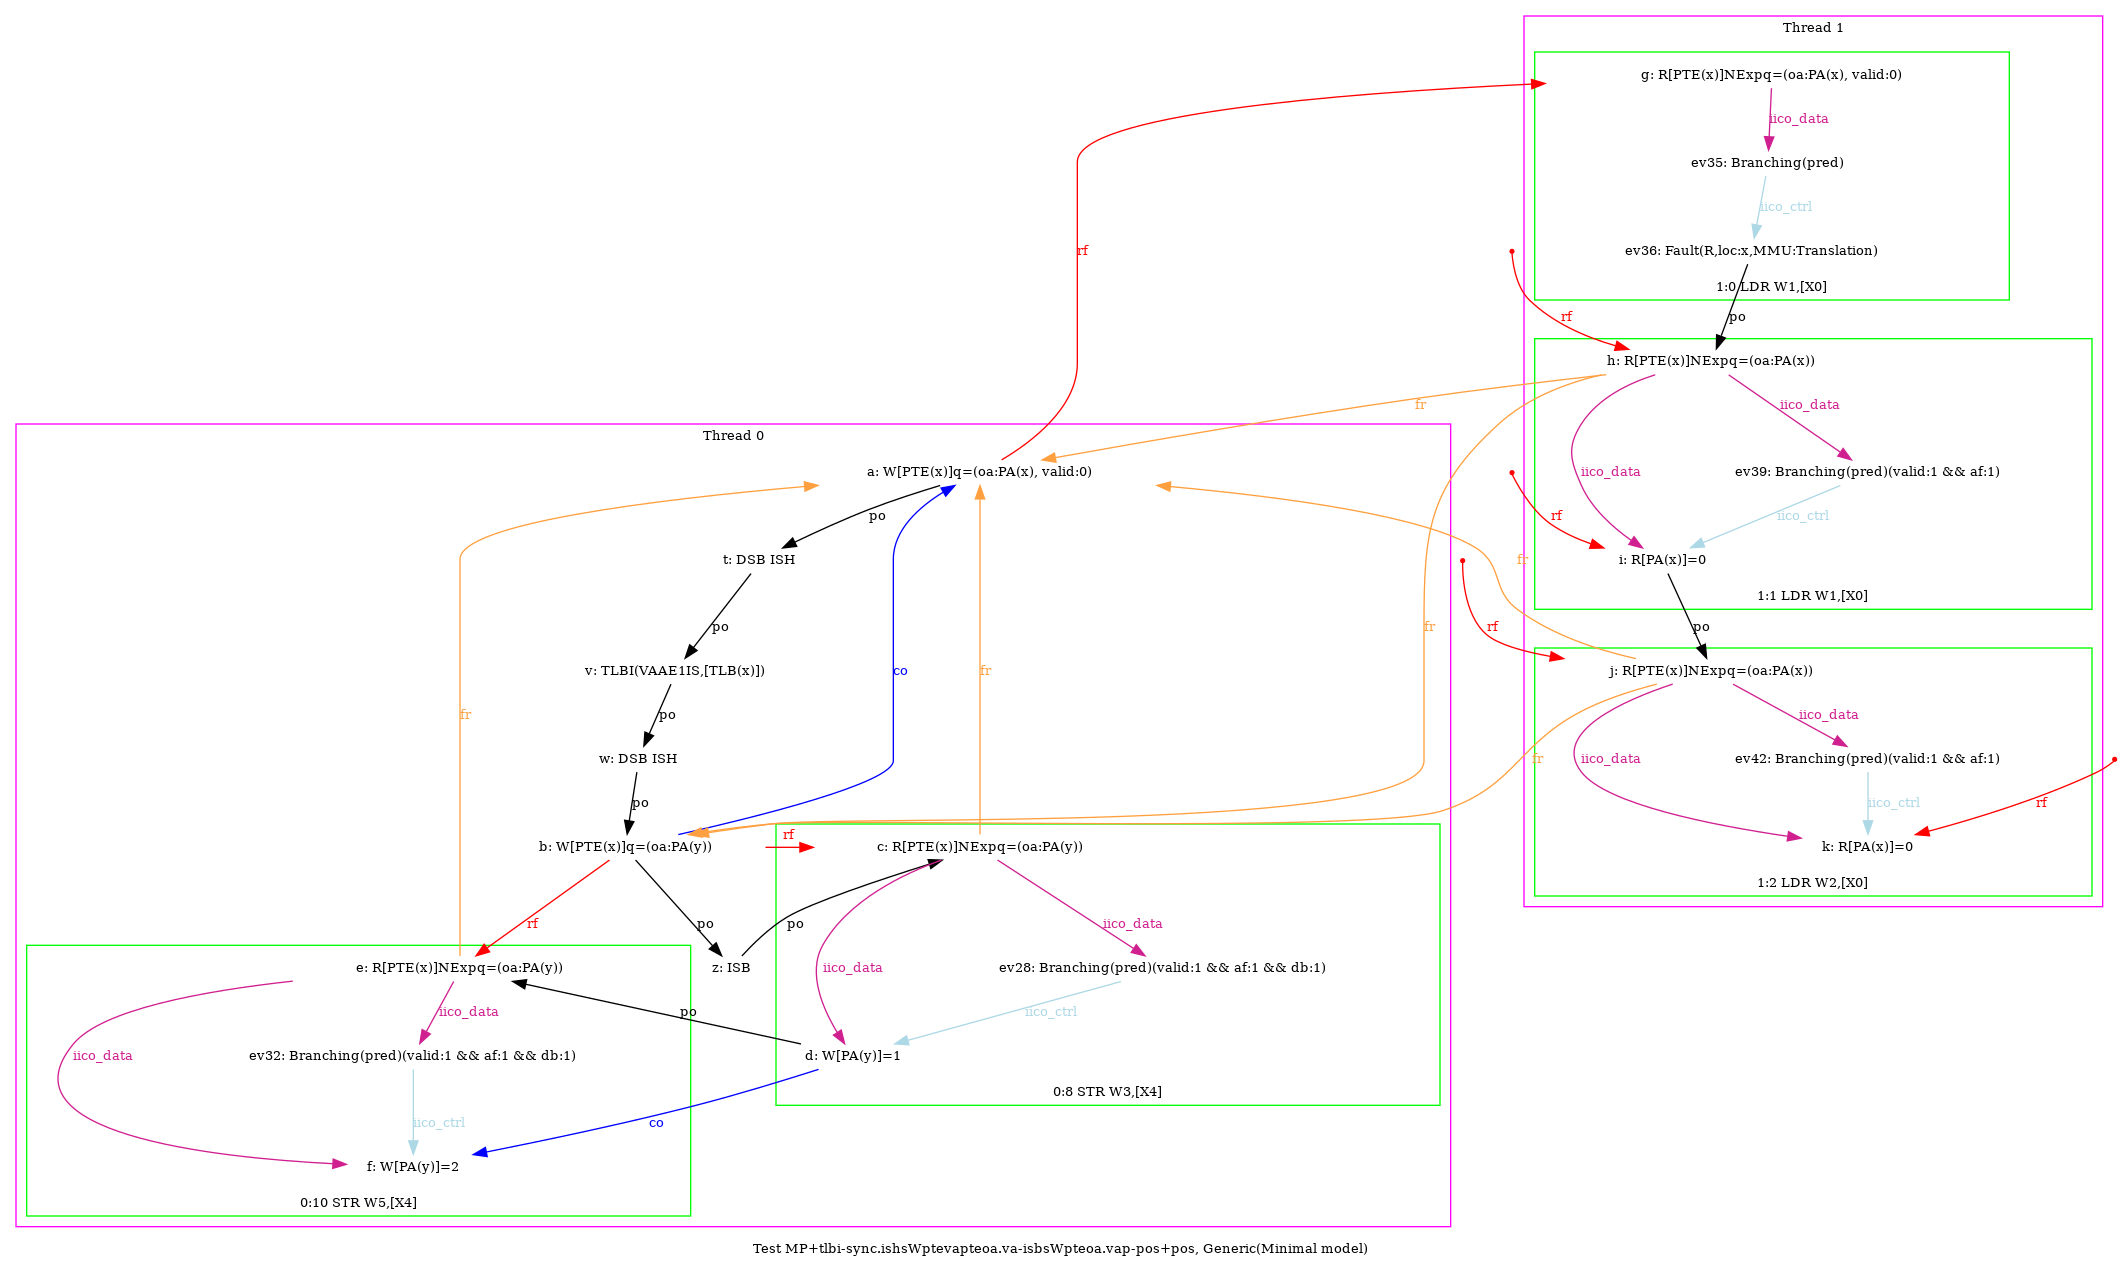 Thread 1
g: R[PTE(x)]NExpq=(oa:PA(x), valid:0)
iico_data
ev35: Branching(pred)
iico_ctrl
rf
ev36: Fault(R,loc:x,MMU:Translation)
1:0 LDR W1,[X0]
rf
po
h: R[PTE(x)]NExpq=(oa:PA(x))
fr
iico_data
Thread 0
a: W[PTE(x)]q=(oa:PA(x), valid:0)
iico_data
ev39: Branching(pred)(valid:1 && af:1)
po
rf
iico_ctrl
t: DSB ISH
fr
i: R[PA(x)]=0
1:1 LDR W1,[X0]
po
fr
rf
po
v: TLBI(VAAE1IS,[TLB(x)])
co
fr
j: R[PTE(x)]NExpq=(oa:PA(x))
fr
po
iico_data
w: DSB ISH
fr
iico_data
ev42: Branching(pred)(valid:1 && af:1)
po
iico_ctrl
rf
rf
b: W[PTE(x)]q=(oa:PA(y))
c: R[PTE(x)]NExpq=(oa:PA(y))
k: R[PA(x)]=0
1:2 LDR W2,[X0]
rf
po
po
iico_data
e: R[PTE(x)]NExpq=(oa:PA(y))
z: ISB
iico_data
ev28: Branching(pred)(valid:1 && af:1 && db:1)
iico_data
po
iico_ctrl
iico_data
ev32: Branching(pred)(valid:1 && af:1 && db:1)
d: W[PA(y)]=1
0:8 STR W3,[X4]
iico_ctrl
co
f: W[PA(y)]=2
0:10 STR W5,[X4]
Test MP+tlbi-sync.ishsWptevapteoa.va-isbsWpteoa.vap-pos+pos, Generic(Minimal model)